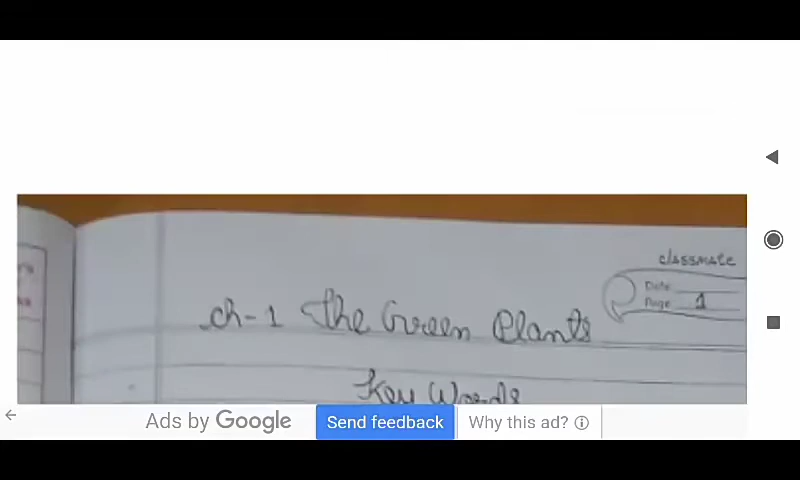 classmate
Date
Page 1
ch-1 The Green Plants
Key Words
Ads by Google
Send feedback
Why this ad?